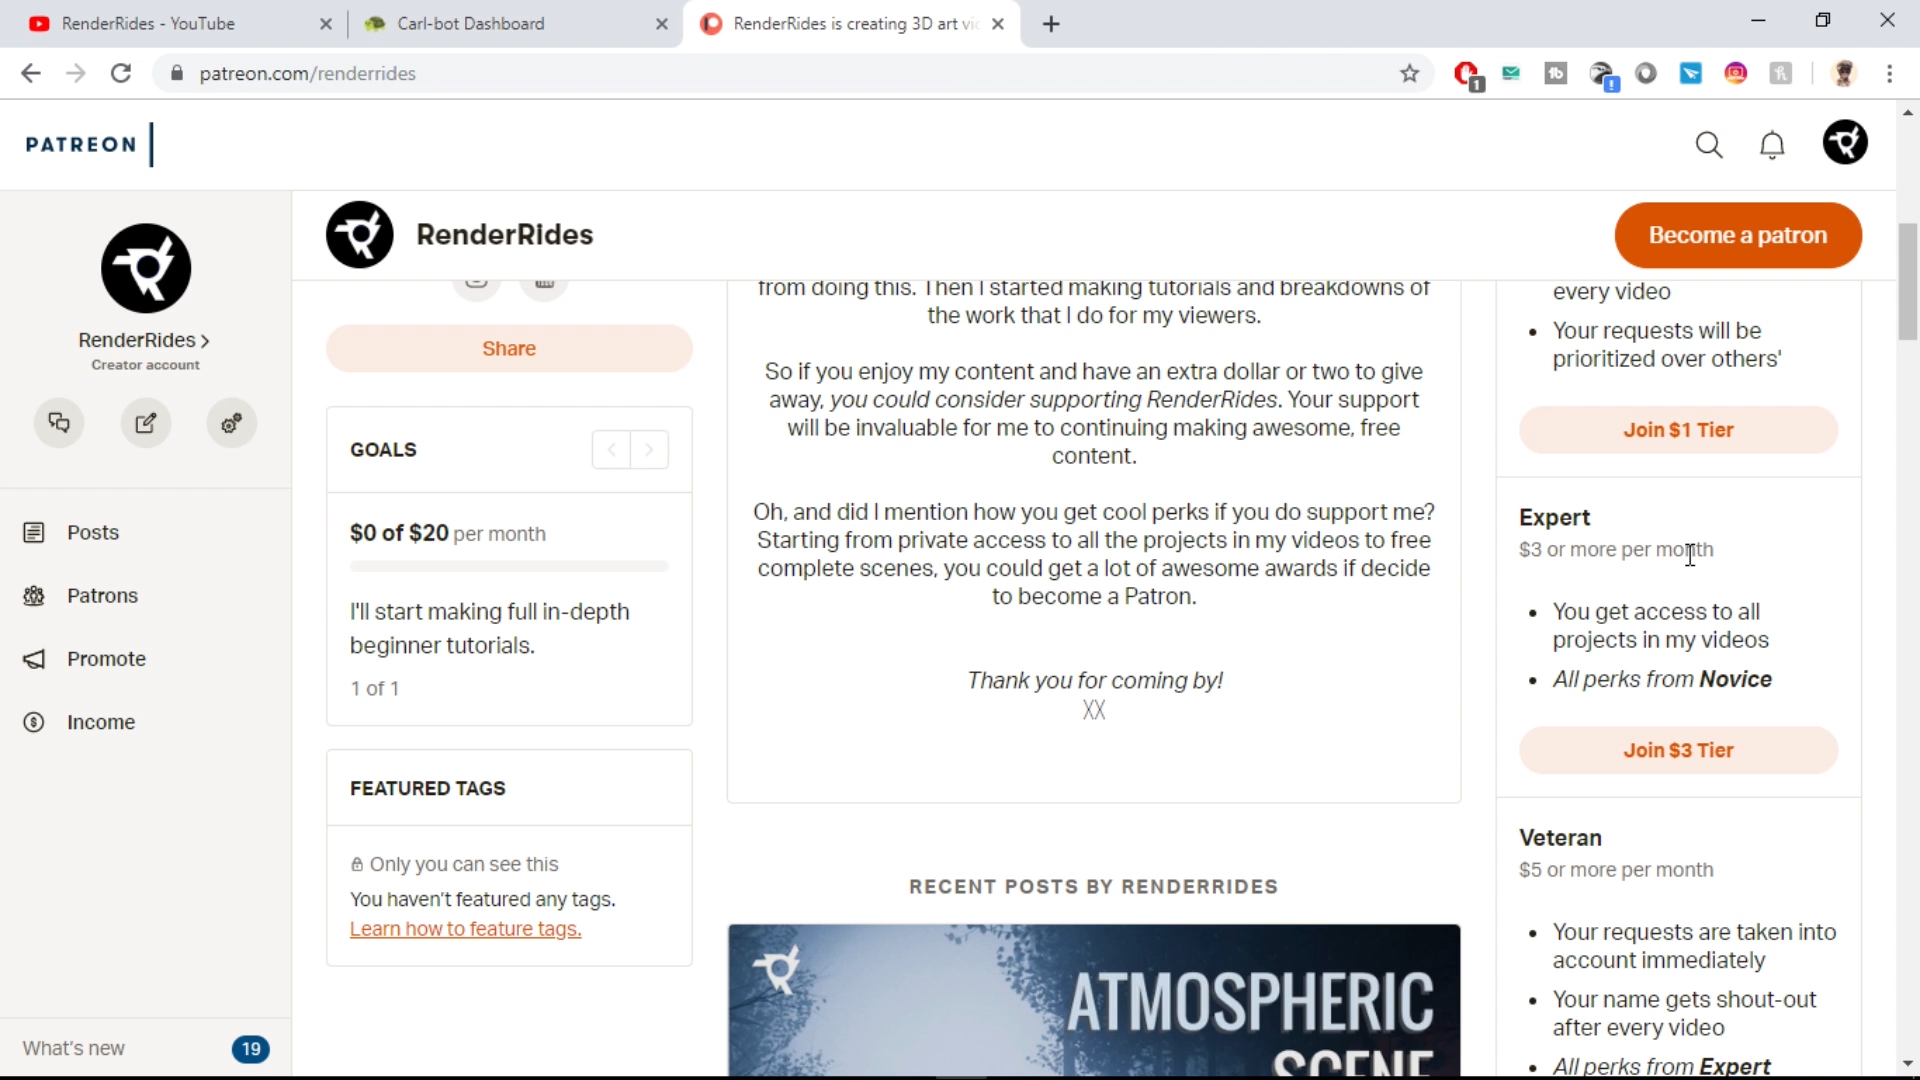 RenderRides - YouTube
Carl-bot Dashboard
RenderRides is creating 3D art vi
patreon.com/renderrides
1
PATREON
RenderRides
Become a patron
RenderRides >
Creator account
Posts
Patrons
Promote
Income
What's new
19
Share
GOALS
$0 of $20 per month
I'll start making full in-depth
beginner tutorials.
1 of 1
FEATURED TAGS
Only you can see this
You haven't featured any tags.
Learn how to feature tags.
from doing this. Then I started making tutorials and breakdowns of
the work that I do for my viewers.
So if you enjoy my content and have an extra dollar or two to give
away, you could consider supporting RenderRides. Your support
will be invaluable for me to continuing making awesome, free
content.
Oh, and did I mention how you get cool perks if you do support me?
Starting from private access to all the projects in my videos to free
complete scenes, you could get a lot of awesome awards if decide
to become a Patron.
Thank you for coming by!
XX
RECENT POSTS BY RENDERRIDES
ATMOSPHERIC
SCENE
every video
• Your requests will be
prioritized over others'
Join $1 Tier
Expert
$3 or more per month
• You get access to all
projects in my videos
• All perks from Novice
Join $3 Tier
Veteran
$5 or more per month
• Your requests are taken into
account immediately
• Your name gets shout-out
after every video
• All perks from Expert